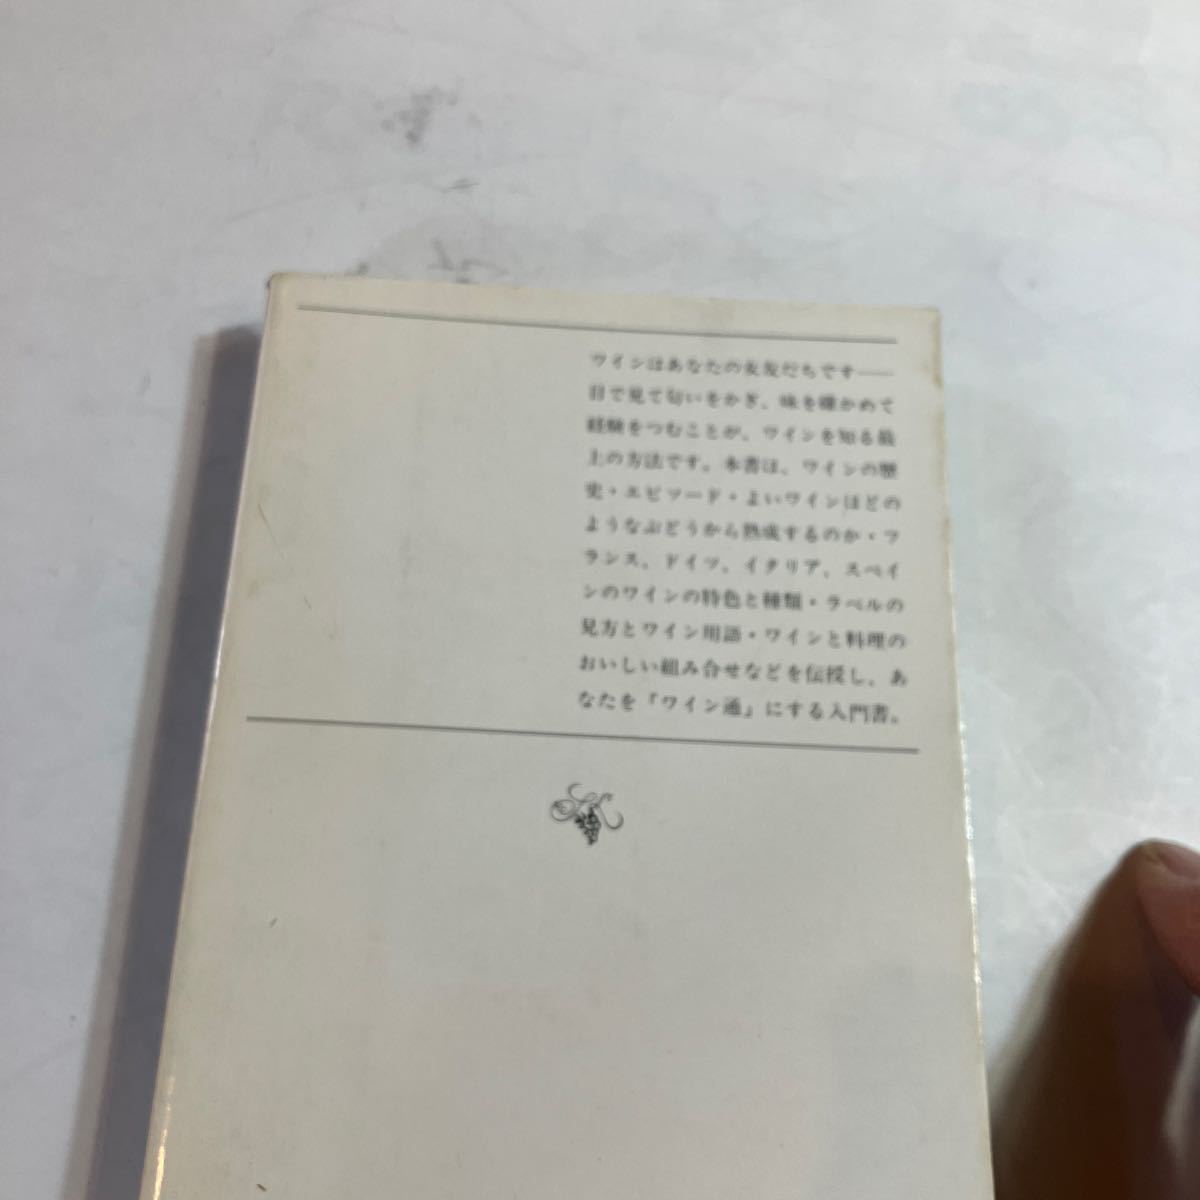 ワインはあなたの女友だちです――
目で見て匂いをかぎ、味を確かめて
経験をつむことが、ワインを知る最
上の方法です。本書は、ワインの歴
史・エピソード・よいワインはどの
ようなぶどうから熟成するのか・フ
ランス、ドイツ、イタリア、スペイ
ンのワインの特色と種類・ラベルの
見方とワイン用語・ワインと料理の
おいしい組み合せなどを伝授し、あ
なたを「ワイン通」にする入門書。